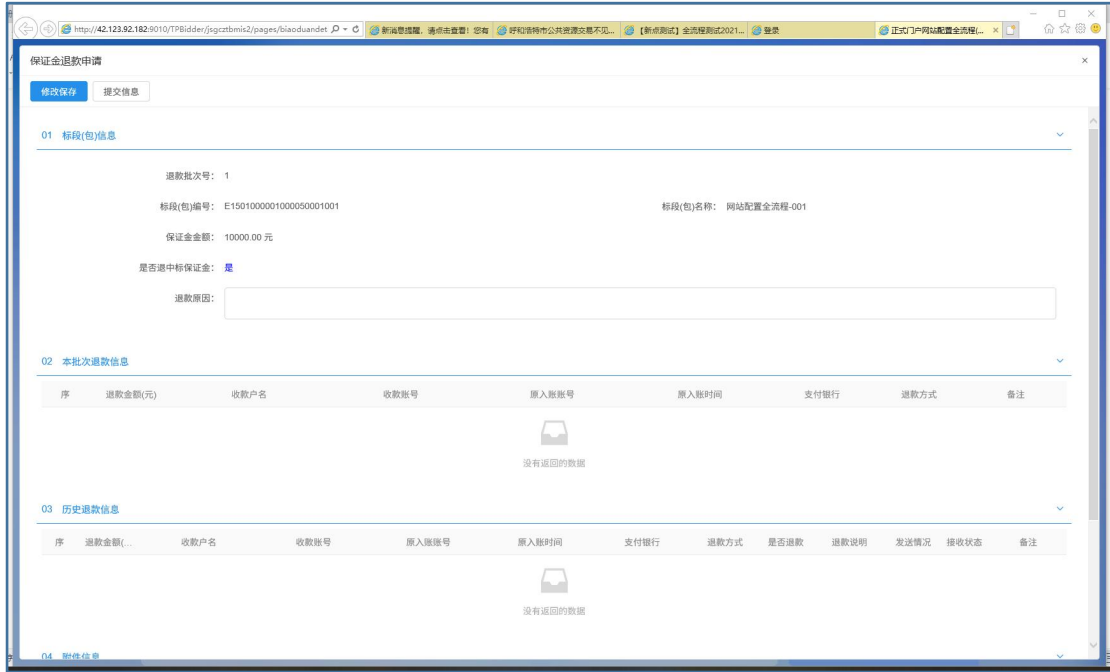 http://42.123.92.182:9010/TPBidder/jsgcztbmis2/pages/biaoduandet
新消息提醒，请点击查看！您有
呼和浩特市公共资源交易不见...
【新点测试】全流程测试2021...
登录
正式门户网站配置全流程(...
保证金退款申请
修改保存 提交信息
01 标段(包)信息
退款批次号： 1
标段(包)编号： E1501000001000050001001 标段(包)名称： 网站配置全流程-001
保证金金额： 10000.00 元
是否退中标保证金： 是
退款原因：
02 本批次退款信息
序 退款金额(元) 收款户名 收款账号 原入账账号 原入账时间 支付银行 退款方式 备注
没有返回的数据
03 历史退款信息
序 退款金额(... 收款户名 收款账号 原入账账号 原入账时间 支付银行 退款方式 是否退款 退款说明 发送情况 接收状态 备注
没有返回的数据
04 附件信息